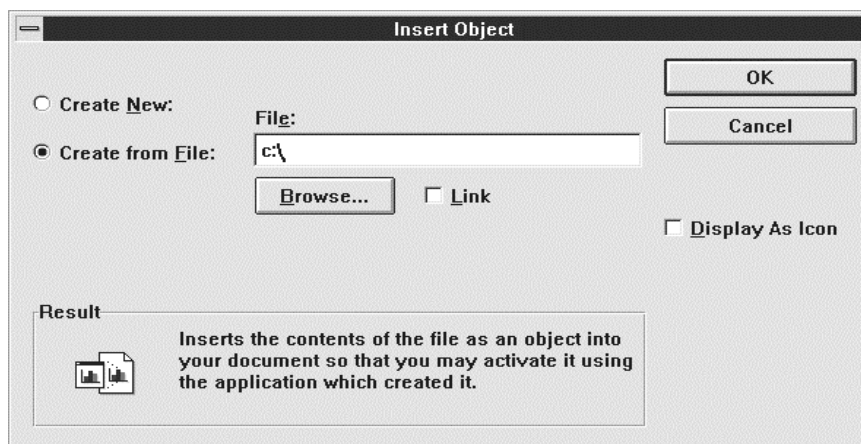 Insert Object
Create New:
Create from File:
File:
c:\
Browse...
Link
OK
Cancel
Display As Icon
Result
Inserts the contents of the file as an object into
your document so that you may activate it using
the application which created it.